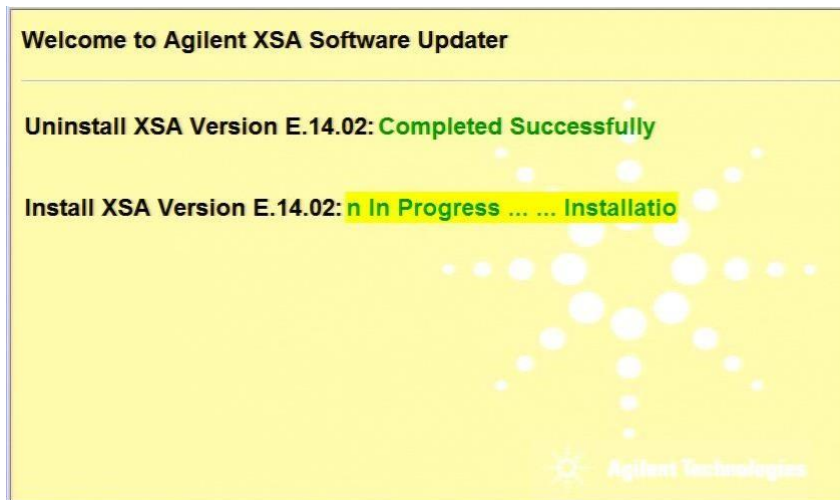 Welcome to Agilent XSA Software Updater
Uninstall XSA Version E.14.02: Completed Successfully
Install XSA Version E.14.02: n In Progress ... ... Installatio
Agilent Technologies